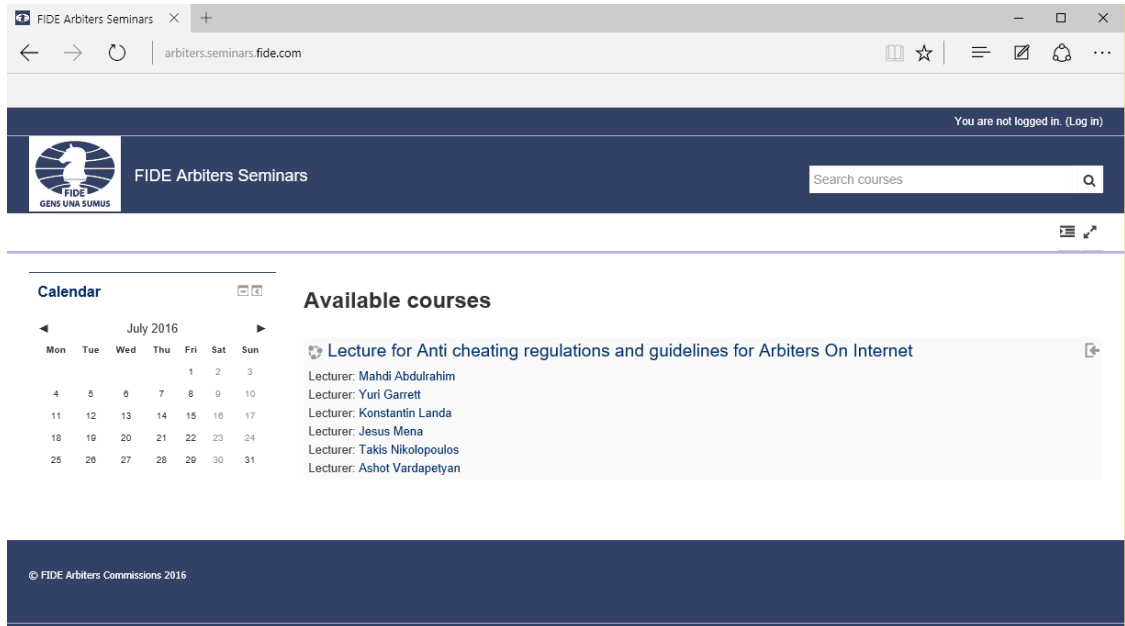 FIDE Arbiters Seminars
arbiters.seminars.fide.com
You are not logged in. (Log in)
FIDE
GENS UNA SUMUS
FIDE Arbiters Seminars
Search courses
Calendar
Available courses
July 2016
Mon Tue Wed Thu Fri Sat Sun
1 2 3
4 5 6 7 8 9 10
11 12 13 14 15 16 17
18 19 20 21 22 23 24
25 26 27 28 29 30 31
Lecture for Anti cheating regulations and guidelines for Arbiters On Internet
Lecturer: Mahdi Abdulrahim
Lecturer: Yuri Garrett
Lecturer: Konstantin Landa
Lecturer: Jesus Mena
Lecturer: Takis Nikolopoulos
Lecturer: Ashot Vardapetyan
© FIDE Arbiters Commissions 2016